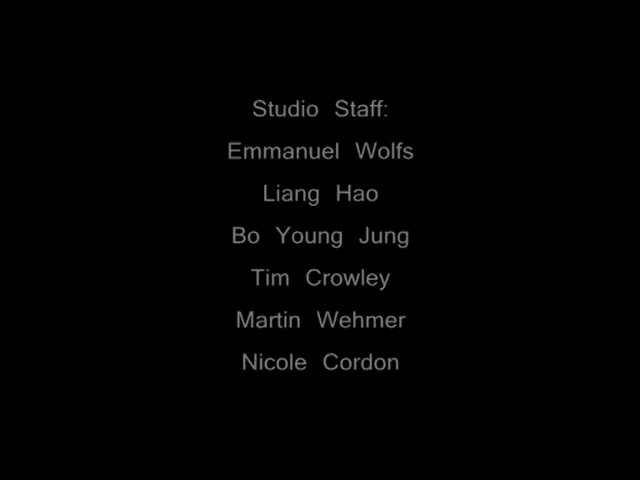 Studio Staff:
Emmanuel Wolfs
Liang Hao
Bo Young Jung
Tim Crowley
Martin Wehmer
Nicole Cordon